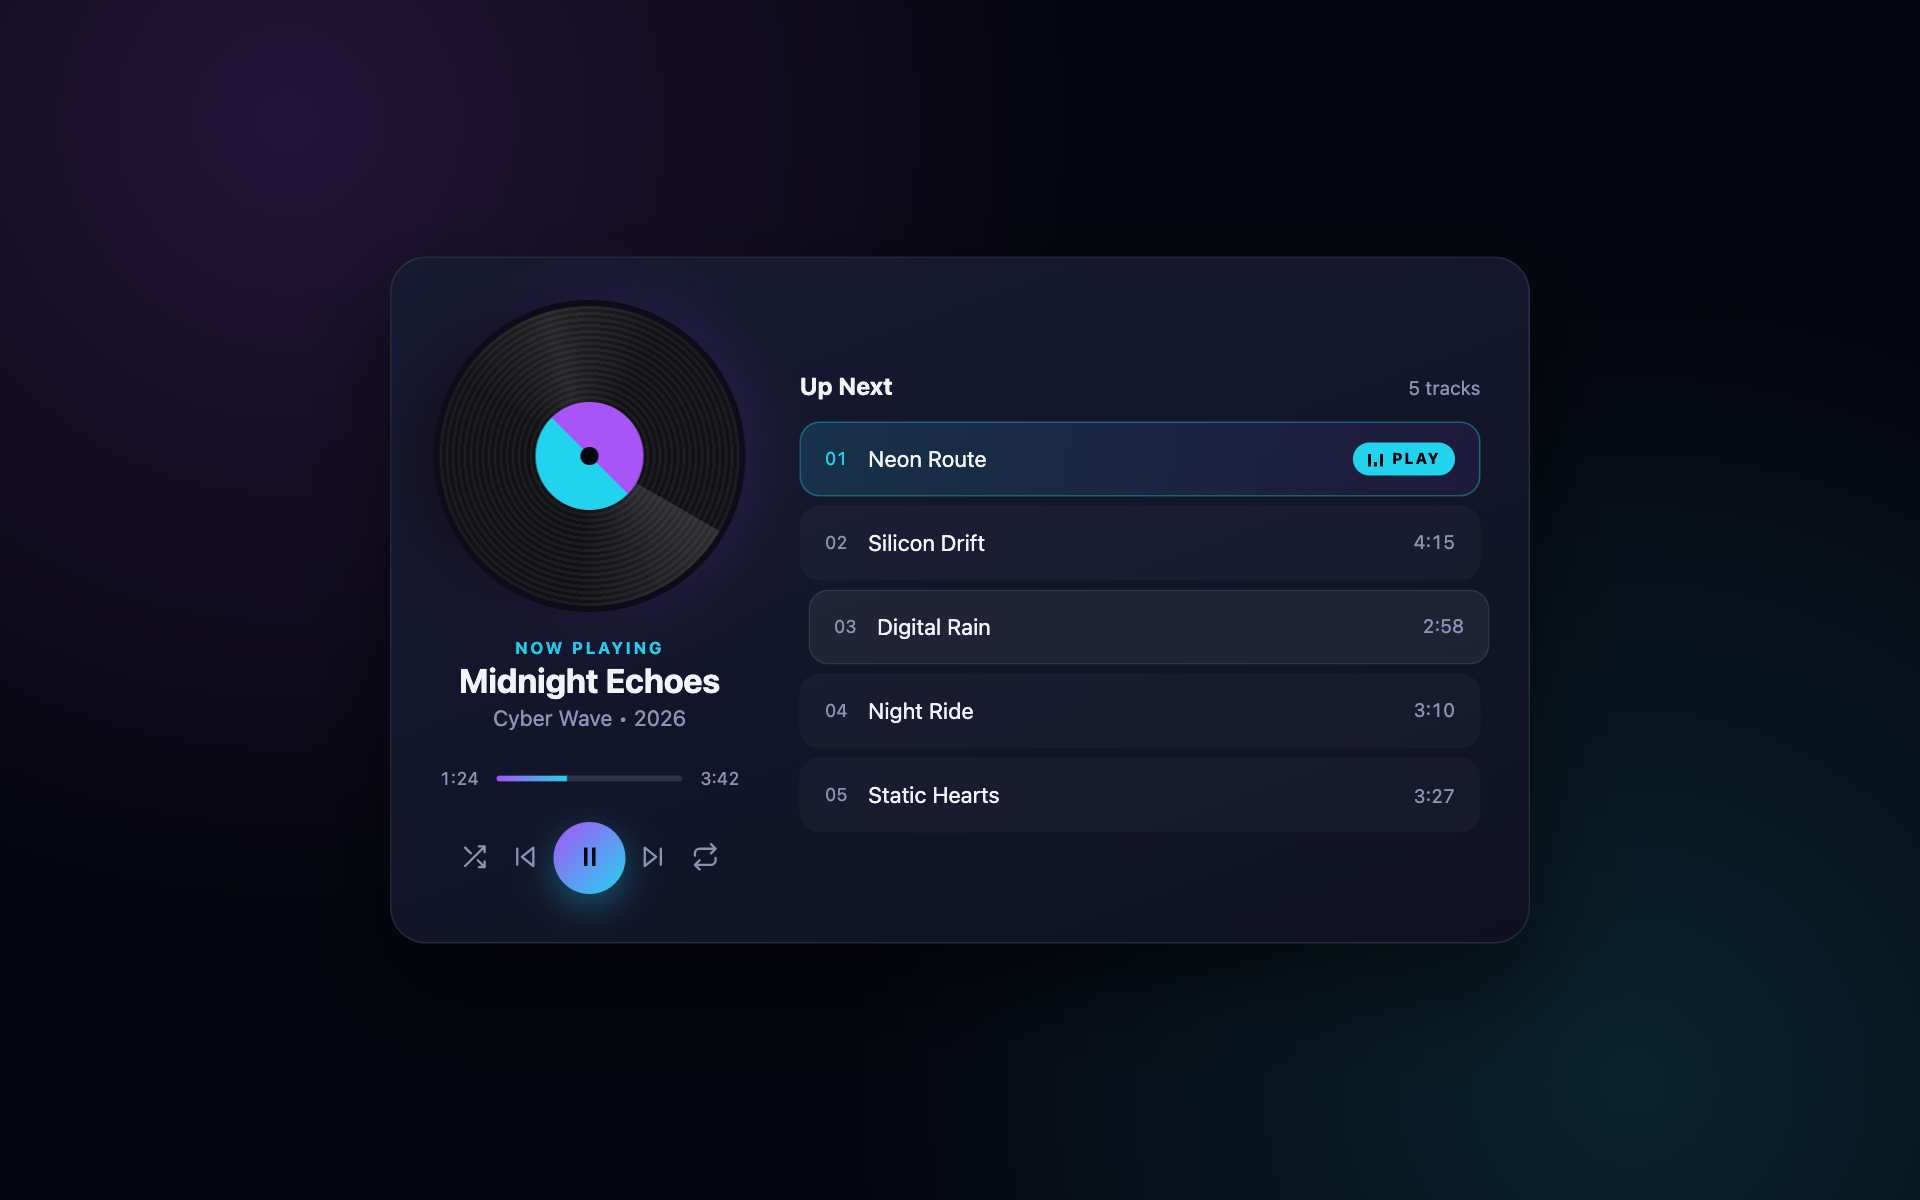 NOW PLAYING
Midnight Echoes
Cyber Wave • 2026
1:24 3:42
Up Next 5 tracks
01 Neon Route PLAY
02 Silicon Drift 4:15
03 Digital Rain 2:58
04 Night Ride 3:10
05 Static Hearts 3:27